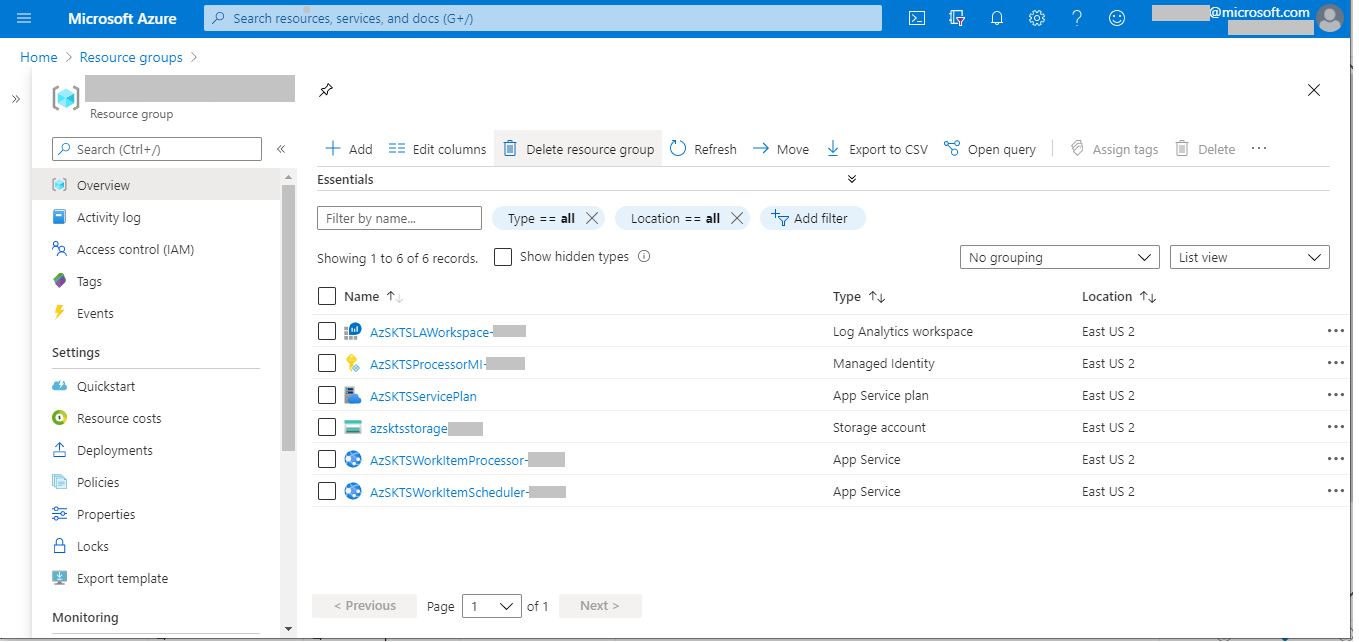 Microsoft Azure
Search resources, services, and docs (G+/)
@microsoft.com
Home > Resource groups >
Resource group
Search (Ctrl+/)
Overview
Activity log
Access control (IAM)
Tags
Events
Settings
Quickstart
Resource costs
Deployments
Policies
Properties
Locks
Export template
Monitoring
Add Edit columns Delete resource group Refresh Move Export to CSV Open query Assign tags Delete ...
Essentials
Filter by name... Type == all Location == all Add filter
Showing 1 to 6 of 6 records. Show hidden types
No grouping List view
Name Type Location
AzSKTSLAWorkspace- Log Analytics workspace East US 2
AzSKTSProcessorMI- Managed Identity East US 2
AzSKTSServicePlan App Service plan East US 2
azsktsstorage Storage account East US 2
AzSKTSWorkItemProcessor- App Service East US 2
AzSKTSWorkItemScheduler- App Service East US 2
< Previous Page 1 of 1 Next >